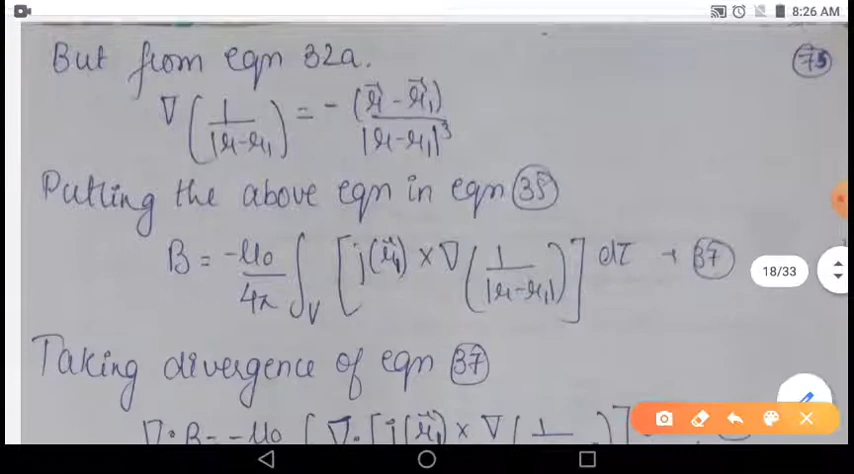 8:26 AM
But from eqn 32a.
75
∇(1/|r-r₁|) = - (r⃗ - r⃗₁)/|r-r₁|³
Putting the above eqn in eqn (35)
B = -μ₀/4π ∫_V [j(r⃗₁) × ∇(1/|r-r₁|)] dτ → (37)
18/33
Taking divergence of eqn (37)
∇·B = -μ₀ ∫ ∇·[j(r⃗₁) × ∇(1